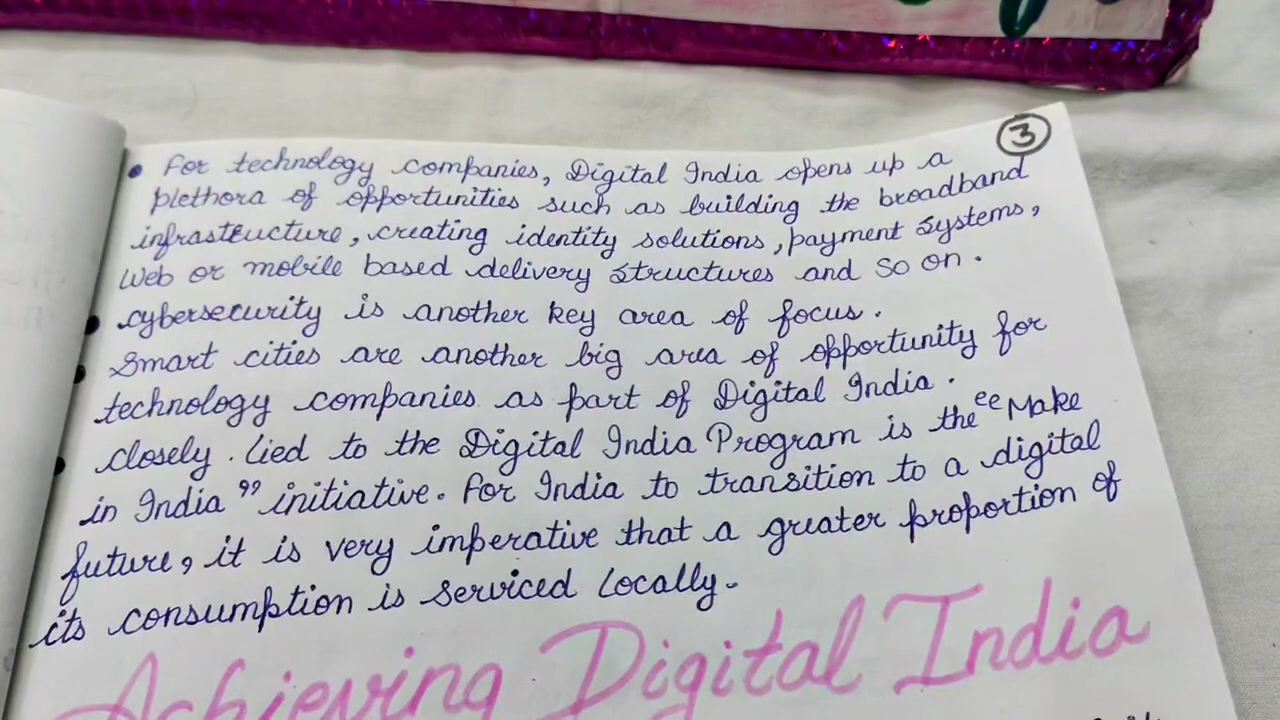 3
• For technology companies, Digital India opens up a
plethora of opportunities such as building the broadband
infrastructure, creating identity solutions, payment systems,
Web or mobile based delivery structures and so on.
• cybersecurity is another key area of focus.
• Smart cities are another big area of opportunity for
technology companies as part of Digital India.
• closely. lied to the Digital India Program is the “Make
in India” initiative. For India to transition to a digital
future, it is very imperative that a greater proportion of
its consumption is serviced locally.
Achieving Digital India